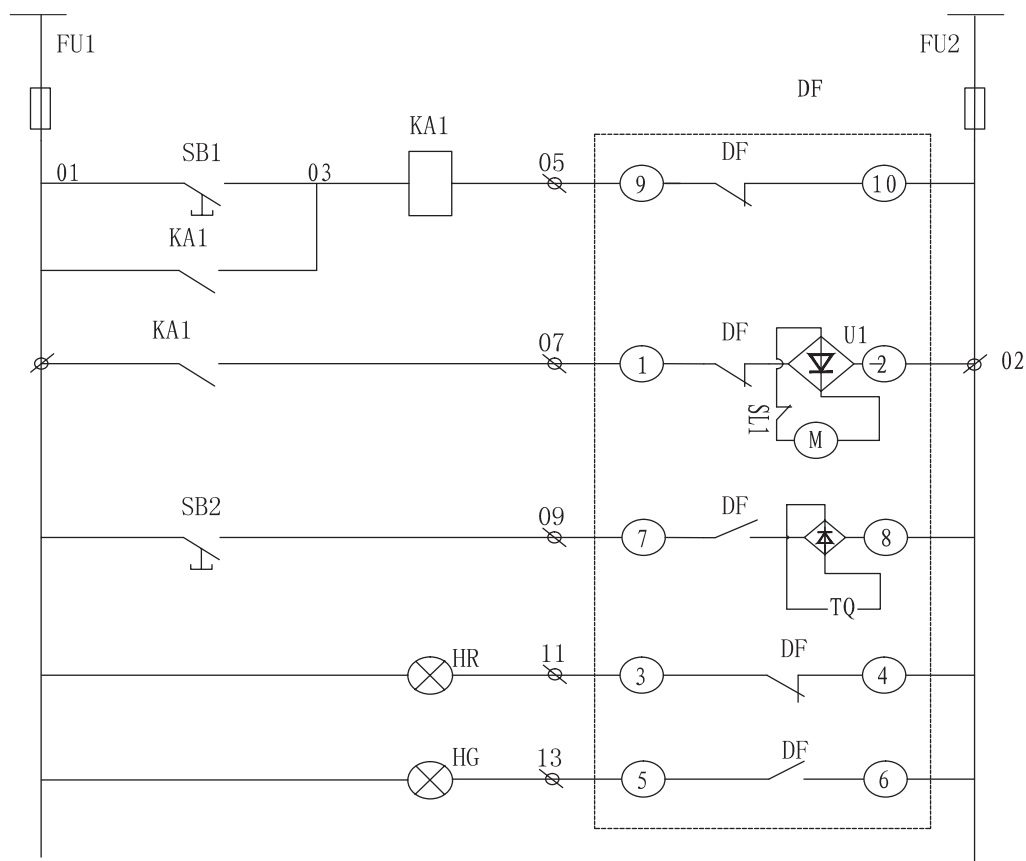 FU1
FU2
DF
KA1
SB1
DF
01
03
05
9
10
KA1
KA1
07
DF
U1
1
2
02
SL1
M
SB2
09
DF
7
8
TQ
HR
11
DF
3
4
HG
13
DF
5
6